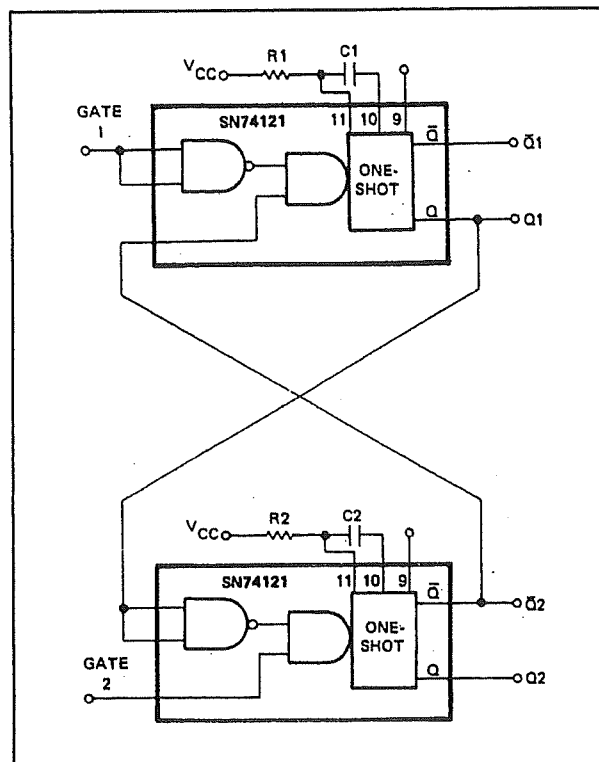 R1
C1
VCC
11 10 9
SN74121
GATE
1
Q̅
Q̅1
ONE-
SHOT
Q
Q1
R2
C2
VCC
11 10 9
SN74121
Q̅
Q̅2
ONE-
SHOT
GATE
2
Q
Q2